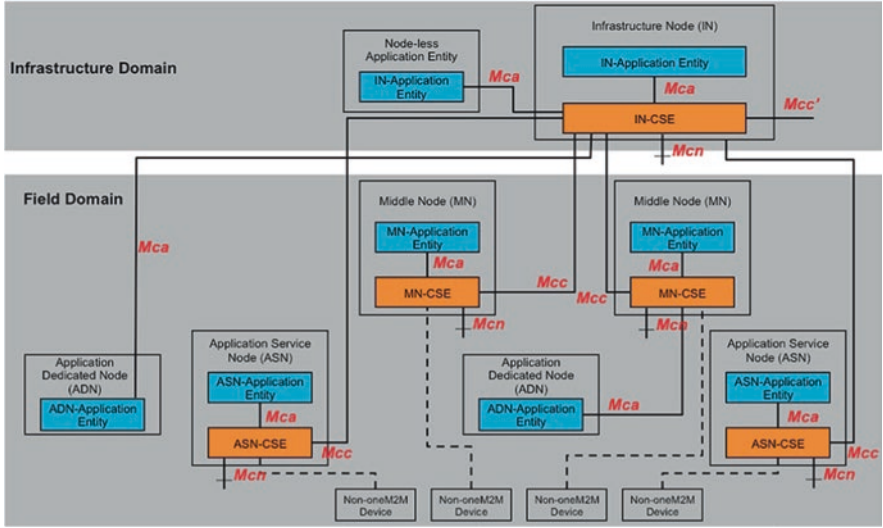 Infrastructure Domain
Node-less
Application Entity
IN-Application
Entity
Mca
Infrastructure Node (IN)
IN-Application Entity
Mca
IN-CSE
Mcc'
Mcn
Field Domain
Mca
Middle Node (MN)
MN-Application
Entity
Mca
MN-CSE
Mcn
Mcc
Mcc
Middle Node (MN)
MN-Application
Entity
Mca
MN-CSE
Mcn
Application
Dedicated Node
(ADN)
ADN-Application
Entity
Application Service
Node (ASN)
ASN-Application
Entity
Mca
ASN-CSE
Mcc
Mcn
Application
Dedicated Node
(ADN)
ADN-Application
Entity
Mca
Application Service
Node (ASN)
ASN-Application
Entity
Mca
ASN-CSE
Mcc
Mcn
Non-oneM2M
Device
Non-oneM2M
Device
Non-oneM2M
Device
Non-oneM2M
Device